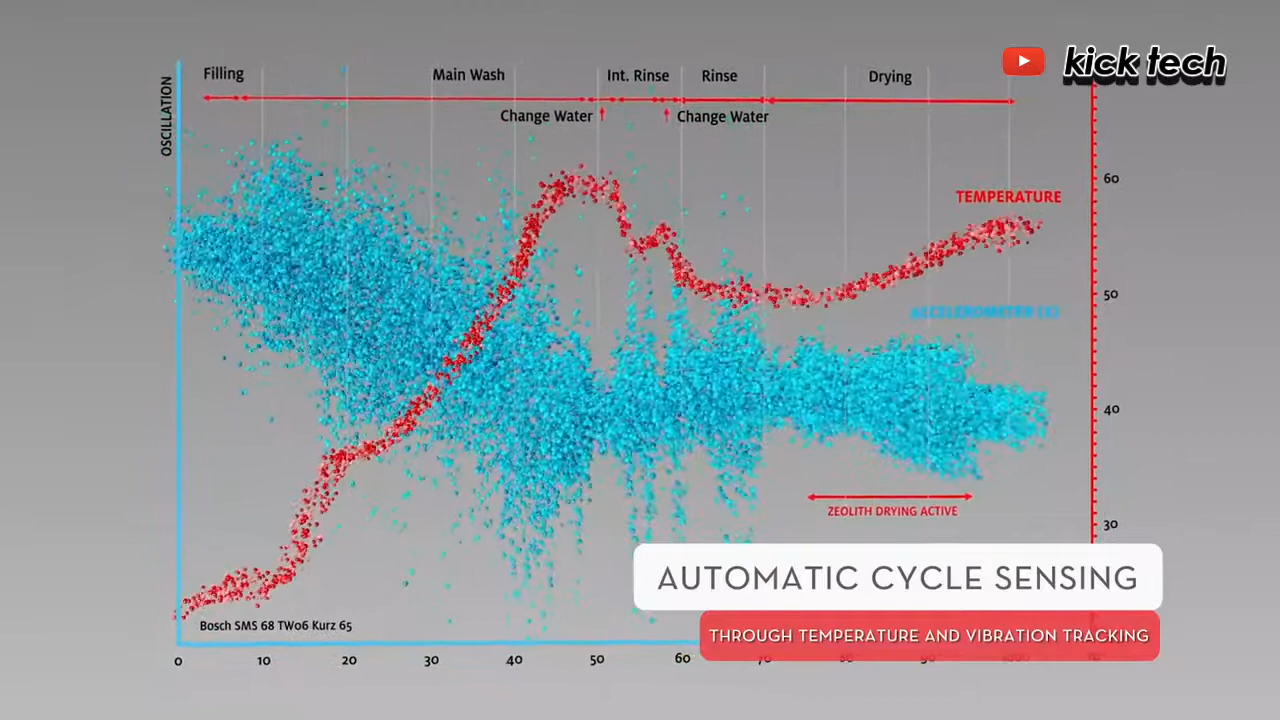 kick tech
Filling
Main Wash
Int. Rinse
Rinse
Drying
OSCILLATION
Change Water
Change Water
60
TEMPERATURE
50
ACCELEROMETER
40
ZEOLITH DRYING ACTIVE
30
AUTOMATIC CYCLE SENSING
Bosch SMS 68 TW06 Kurz 65
THROUGH TEMPERATURE AND VIBRATION TRACKING
0
10
20
30
40
50
60
70